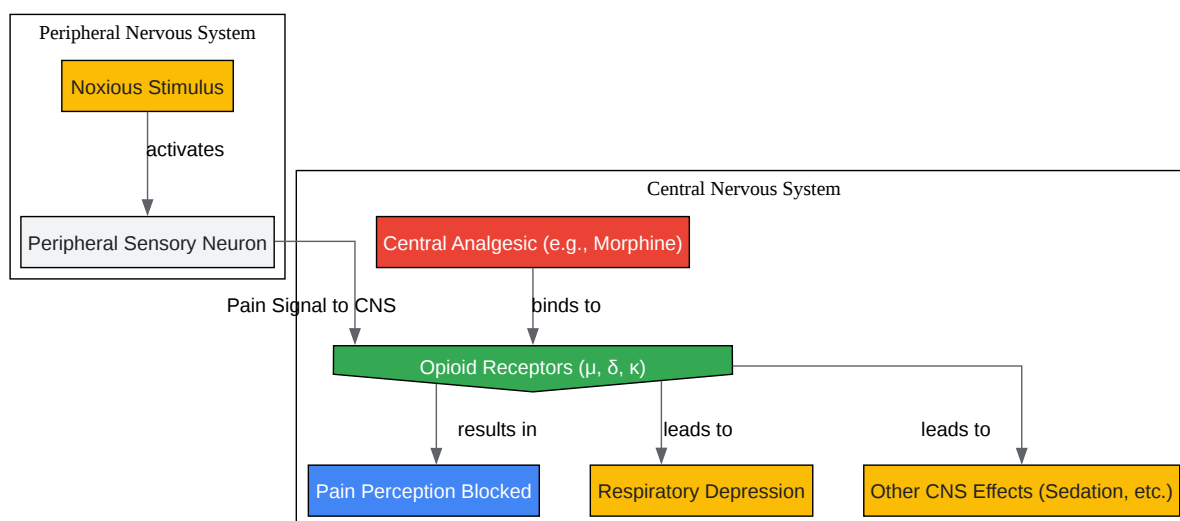 Peripheral Nervous System
Noxious Stimulus
activates
Peripheral Sensory Neuron
Central Nervous System
Central Analgesic (e.g., Morphine)
Pain Signal to CNS
binds to
Opioid Receptors (μ, δ, κ)
results in
leads to
leads to
Pain Perception Blocked
Respiratory Depression
Other CNS Effects (Sedation, etc.)